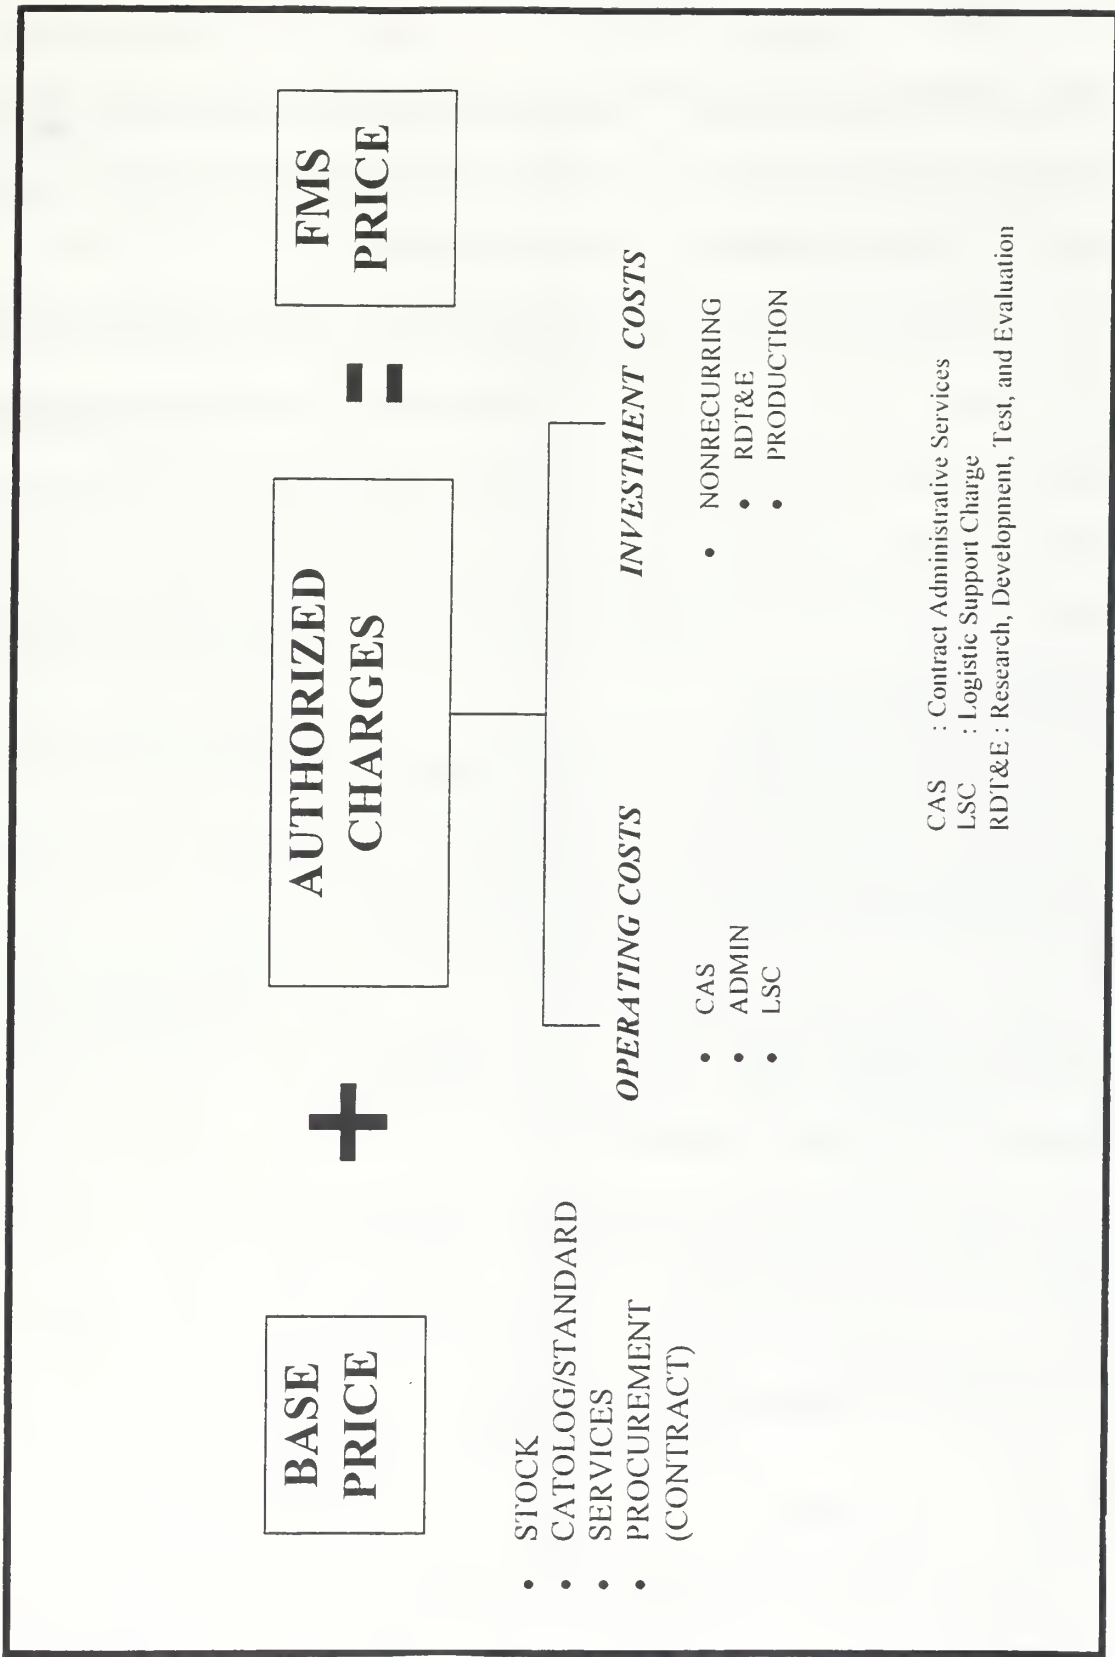 BASE
PRICE
+
AUTHORIZED
CHARGES
=
FMS
PRICE
• STOCK
• CATOLOG/STANDARD
• SERVICES
• PROCUREMENT
(CONTRACT)
OPERATING COSTS
• CAS
• ADMIN
• LSC
INVESTMENT COSTS
• NONRECURRING
• RDT&E
• PRODUCTION
CAS : Contract Administrative Services
LSC : Logistic Support Charge
RDT&E : Research, Development, Test, and Evaluation